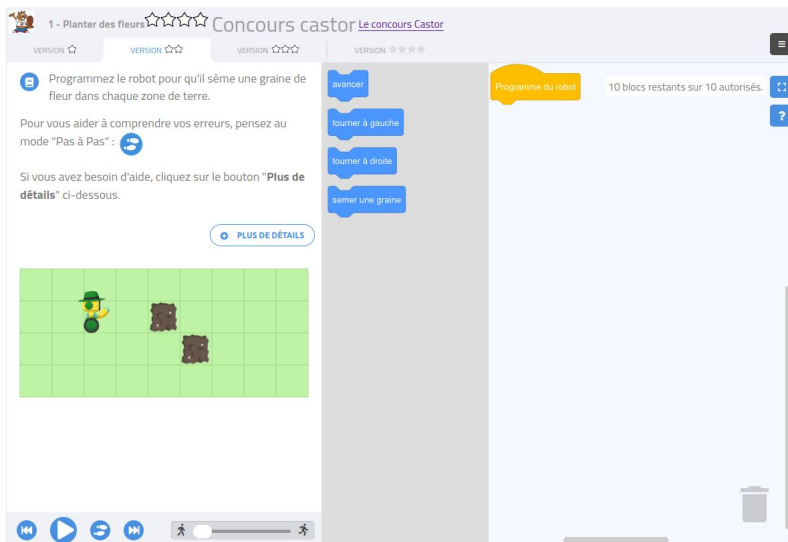 1 - Planter des fleurs Concours castor Le concours Castor
VERSION VERSION VERSION VERSION
Programmez le robot pour qu'il sème une graine de
fleur dans chaque zone de terre.
Pour vous aider à comprendre vos erreurs, pensez au
mode "Pas à Pas" :
Si vous avez besoin d'aide, cliquez sur le bouton "Plus de
détails" ci-dessous.
PLUS DE DÉTAILS
avancer
tourner à gauche
tourner à droite
semer une graine
Programme du robot
10 blocs restants sur 10 autorisés.
?